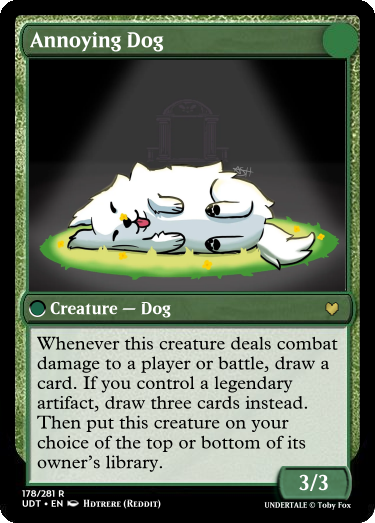 Annoying Dog
Creature — Dog
Whenever this creature deals combat
damage to a player or battle, draw a
card. If you control a legendary
artifact, draw three cards instead.
Then put this creature on your
choice of the top or bottom of its
owner's library.
3/3
178/281 R
UDT • EN Hotrere (Reddit)
UNDERTALE © Toby Fox